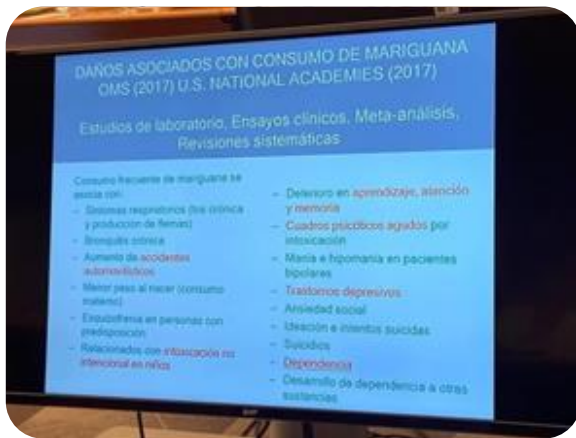 DAÑOS ASOCIADOS CON CONSUMO DE MARIGUANA
OMS (2017) U.S. NATIONAL ACADEMIES (2017)
Estudios de laboratorio, Ensayos clínicos, Meta-análisis,
Revisiones sistemáticas
Consumo frecuente de mariguana se
asocia con:
– Síntomas respiratorios (tos crónica
y producción de flemas)
– Bronquitis crónica
– Aumento de accidentes
automovilísticos
– Menor peso al nacer (consumo
materno)
– Esquizofrenia en personas con
predisposición
– Relacionados con intoxicación no
intencional en niños
– Deterioro en aprendizaje, atención
y memoria
– Cuadros psicóticos agudos por
intoxicación
– Manía e hipomanía en pacientes
bipolares
– Trastornos depresivos
– Ansiedad social
– Ideación e intentos suicidas
– Suicidios
– Dependencia
– Desarrollo de dependencia a otras
sustancias